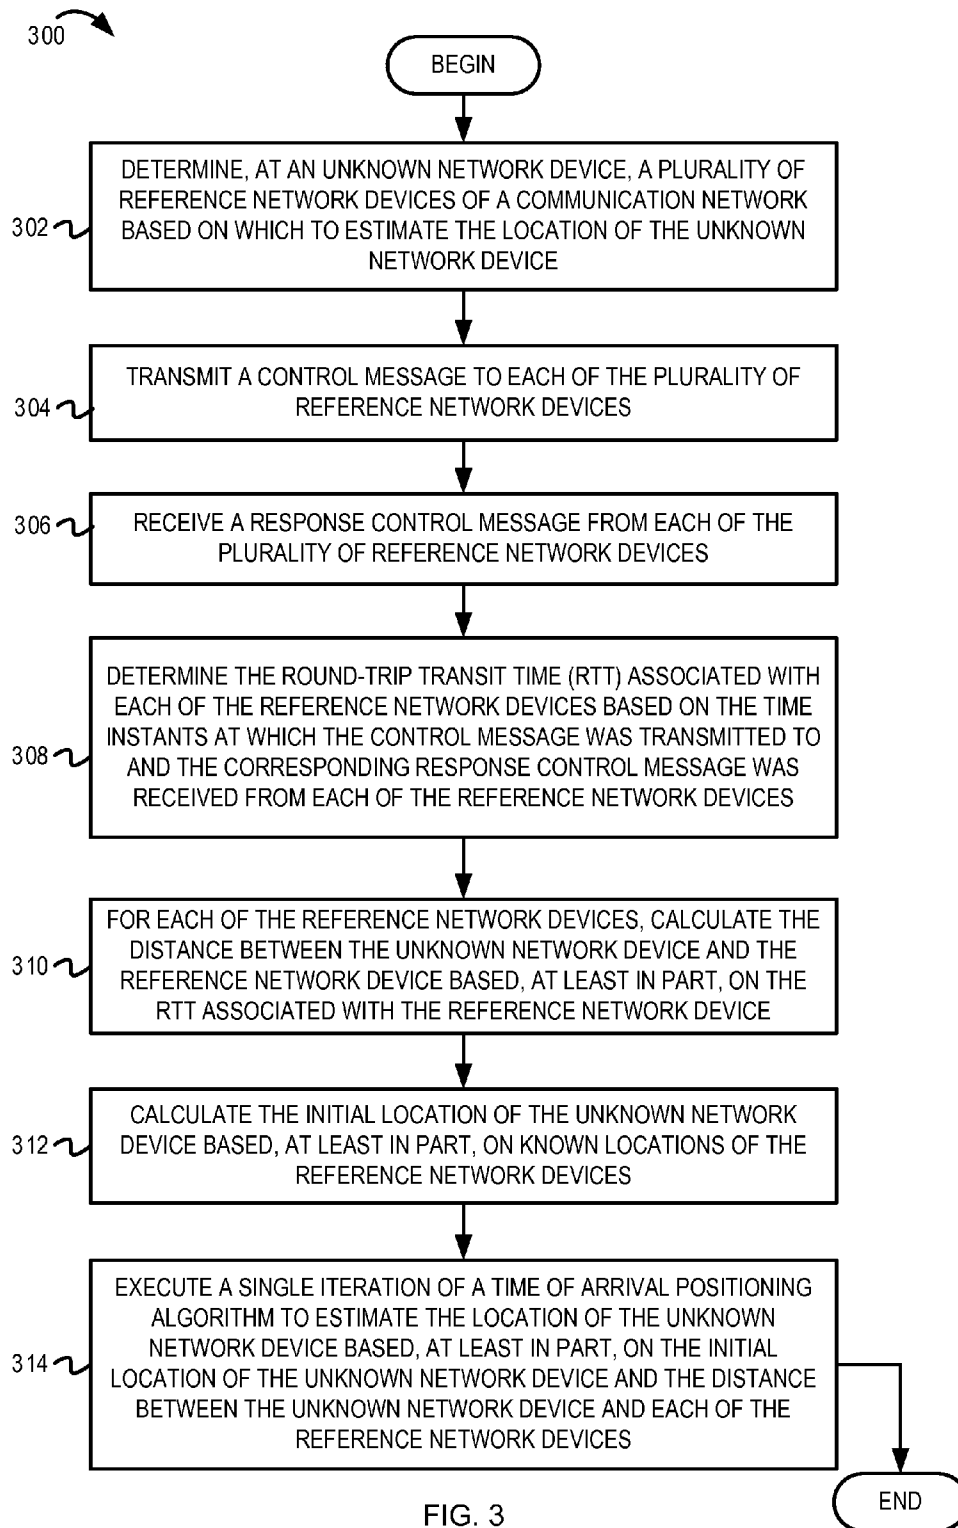 300
BEGIN
302
DETERMINE, AT AN UNKNOWN NETWORK DEVICE, A PLURALITY OF
REFERENCE NETWORK DEVICES OF A COMMUNICATION NETWORK
BASED ON WHICH TO ESTIMATE THE LOCATION OF THE UNKNOWN
NETWORK DEVICE
304
TRANSMIT A CONTROL MESSAGE TO EACH OF THE PLURALITY OF
REFERENCE NETWORK DEVICES
306
RECEIVE A RESPONSE CONTROL MESSAGE FROM EACH OF THE
PLURALITY OF REFERENCE NETWORK DEVICES
308
DETERMINE THE ROUND-TRIP TRANSIT TIME (RTT) ASSOCIATED WITH
EACH OF THE REFERENCE NETWORK DEVICES BASED ON THE TIME
INSTANTS AT WHICH THE CONTROL MESSAGE WAS TRANSMITTED TO
AND THE CORRESPONDING RESPONSE CONTROL MESSAGE WAS
RECEIVED FROM EACH OF THE REFERENCE NETWORK DEVICES
310
FOR EACH OF THE REFERENCE NETWORK DEVICES, CALCULATE THE
DISTANCE BETWEEN THE UNKNOWN NETWORK DEVICE AND THE
REFERENCE NETWORK DEVICE BASED, AT LEAST IN PART, ON THE
RTT ASSOCIATED WITH THE REFERENCE NETWORK DEVICE
312
CALCULATE THE INITIAL LOCATION OF THE UNKNOWN NETWORK
DEVICE BASED, AT LEAST IN PART, ON KNOWN LOCATIONS OF THE
REFERENCE NETWORK DEVICES
314
EXECUTE A SINGLE ITERATION OF A TIME OF ARRIVAL POSITIONING
ALGORITHM TO ESTIMATE THE LOCATION OF THE UNKNOWN
NETWORK DEVICE BASED, AT LEAST IN PART, ON THE INITIAL
LOCATION OF THE UNKNOWN NETWORK DEVICE AND THE DISTANCE
BETWEEN THE UNKNOWN NETWORK DEVICE AND EACH OF THE
REFERENCE NETWORK DEVICES
END
FIG. 3